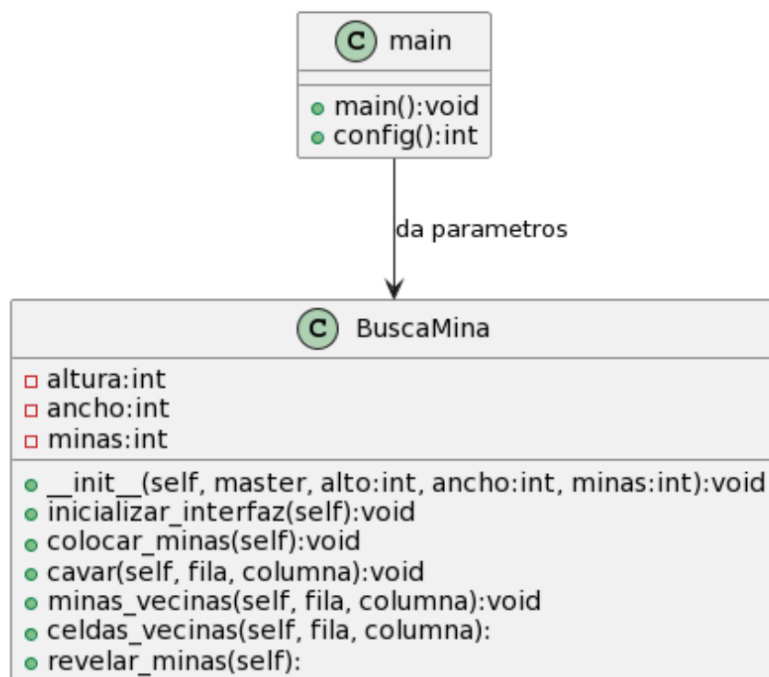 C main
main():void
config():int
da parametros
C BuscaMina
altura:int
ancho:int
minas:int
__init__(self, master, alto:int, ancho:int, minas:int):void
inicializar_interfaz(self):void
colocar_minas(self):void
cavar(self, fila, columna):void
minas_vecinas(self, fila, columna):void
celdas_vecinas(self, fila, columna):
revelar_minas(self):